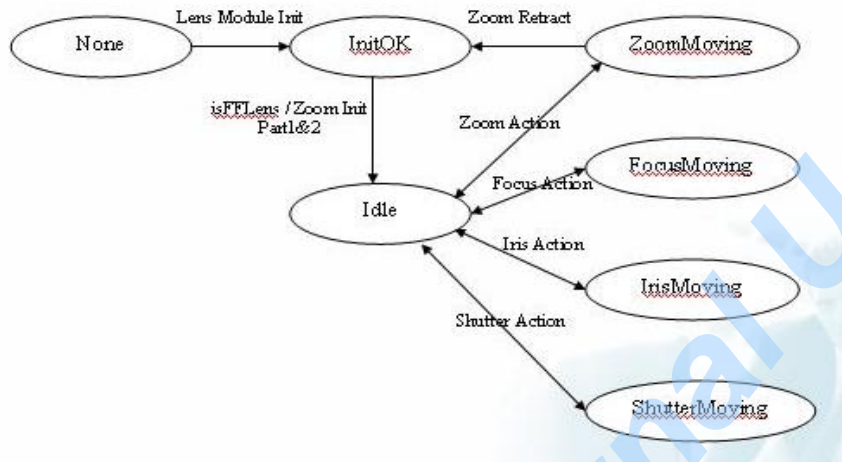 Lens Module Init
Zoom Retract
None
InitOK
ZoomMoving
isFFLens / Zoom Init
Part1&2
Zoom Action
FocusMoving
Focus Action
Idle
Iris Action
IrisMoving
Shutter Action
ShutterMoving